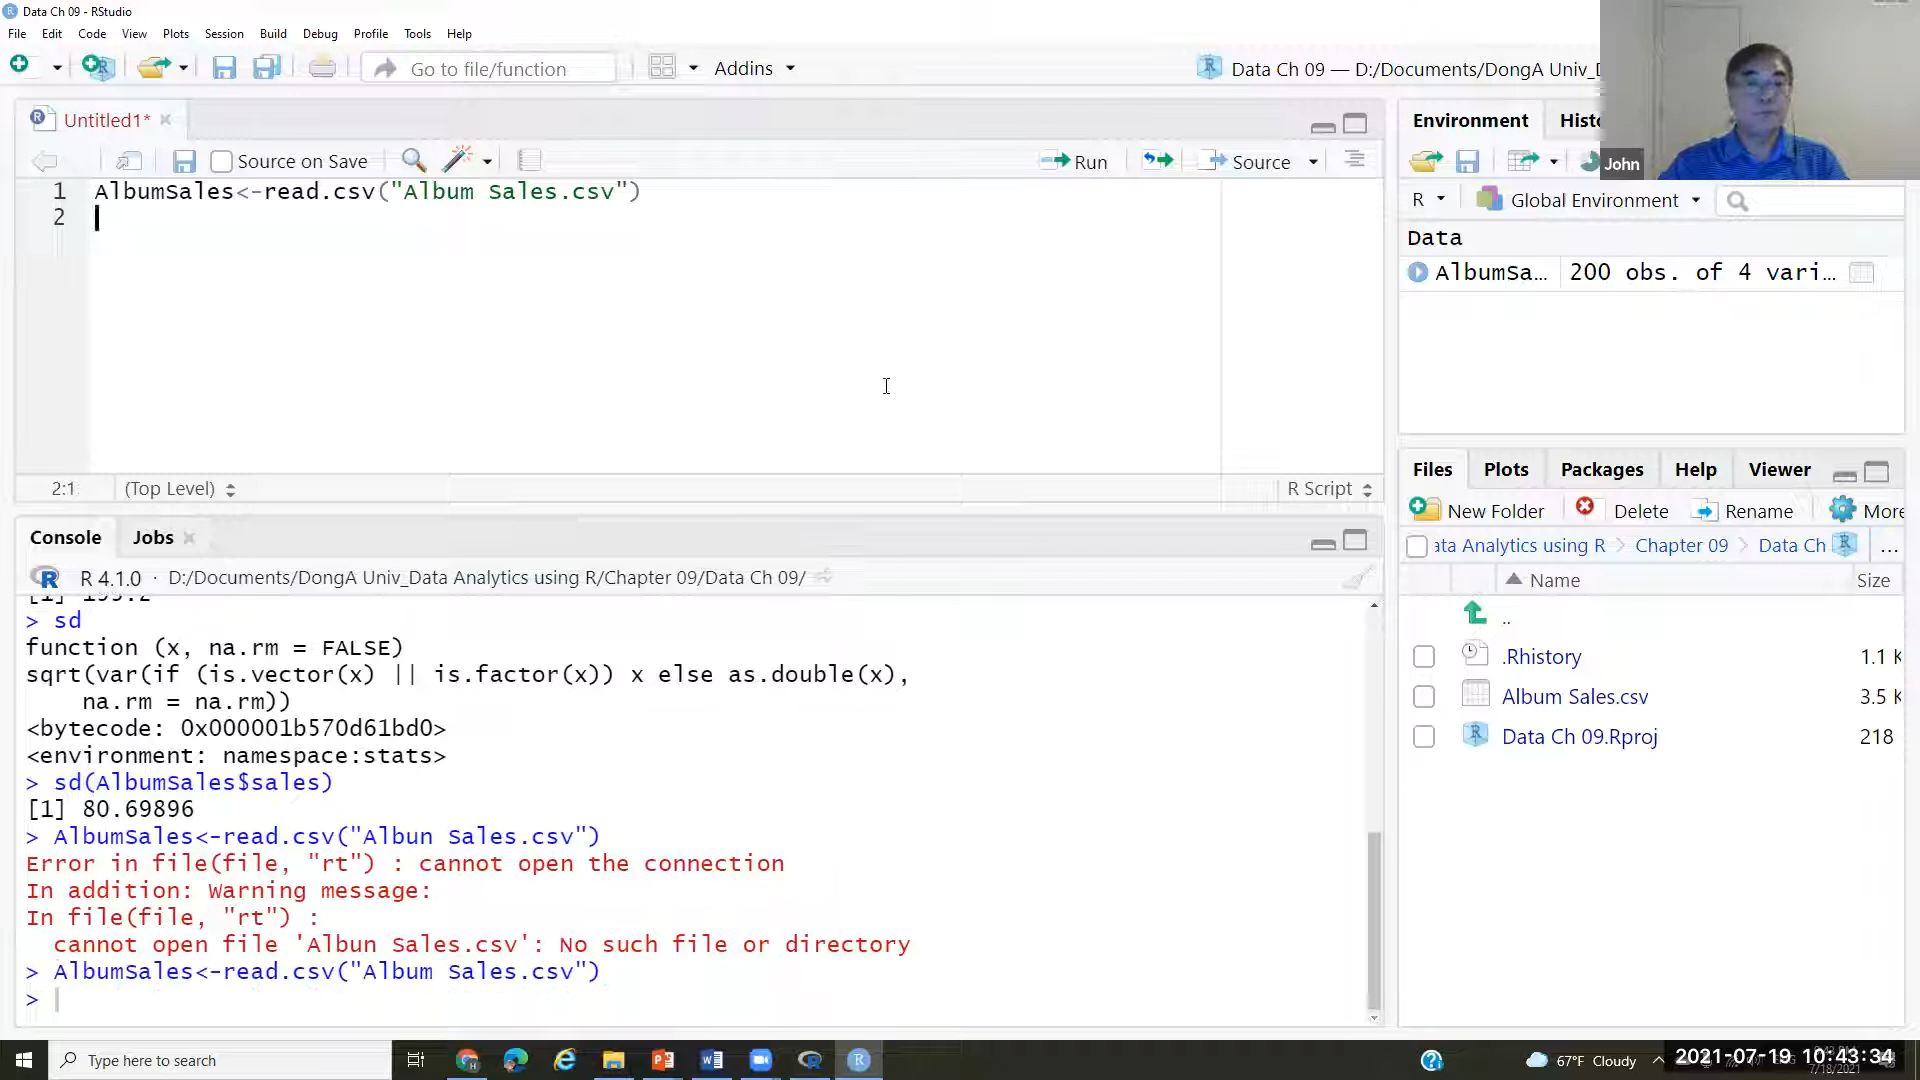 Data Ch 09 - RStudio
File Edit Code View Plots Session Build Debug Profile Tools Help
Go to file/function Addins Data Ch 09 — D:/Documents/DongA Univ_D
Untitled1*
Source on Save Run Source
1 AlbumSales<-read.csv("Album Sales.csv")
2
2:1 (Top Level) R Script
Console Jobs
R 4.1.0 · D:/Documents/DongA Univ_Data Analytics using R/Chapter 09/Data Ch 09/
> sd
function (x, na.rm = FALSE)
sqrt(var(if (is.vector(x) || is.factor(x)) x else as.double(x),
na.rm = na.rm))
<bytecode: 0x000001b570d61bd0>
<environment: namespace:stats>
> sd(AlbumSales$sales)
[1] 80.69896
> AlbumSales<-read.csv("Albun Sales.csv")
Error in file(file, "rt") : cannot open the connection
In addition: Warning message:
In file(file, "rt") :
cannot open file 'Albun Sales.csv': No such file or directory
> AlbumSales<-read.csv("Album Sales.csv")
>
Environment Histo
John
R Global Environment
Data
AlbumSa… 200 obs. of 4 vari…
Files Plots Packages Help Viewer
New Folder Delete Rename More
ata Analytics using R Chapter 09 Data Ch ...
Name Size
..
.Rhistory 1.1 K
Album Sales.csv 3.5 K
Data Ch 09.Rproj 218
Type here to search
67°F Cloudy
2021-07-19 10:43:34
7/18/2021